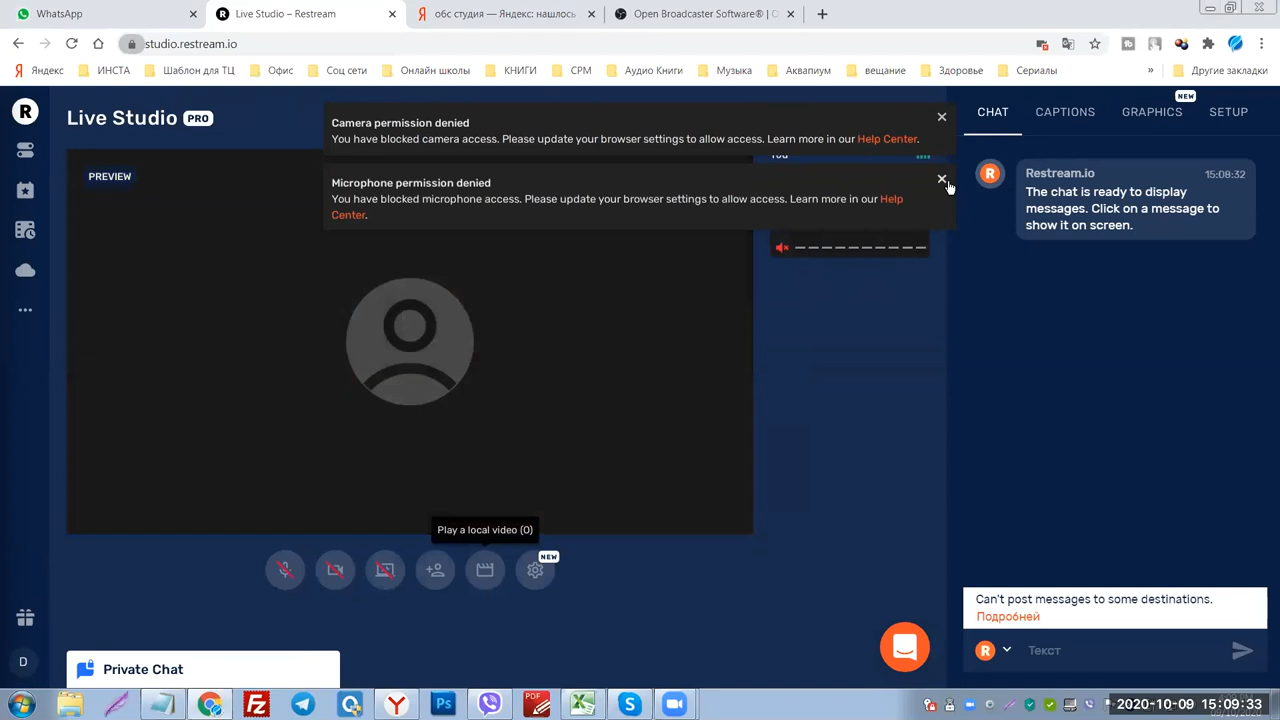 WhatsApp
Live Studio – Restream
обс студия — Яндекс: нашлось
Open Broadcaster Software® | O
studio.restream.io
Яндекс
ИНСТА
Шаблон для ТЦ
Офис
Соц сети
Онлайн школы
КНИГИ
СРМ
Аудио Книги
Музыка
Аквапиум
вещание
Здоровье
Сериалы
»
Другие закладки
R
Live Studio PRO
Camera permission denied
You have blocked camera access. Please update your browser settings to allow access. Learn more in our Help Center.
Microphone permission denied
You have blocked microphone access. Please update your browser settings to allow access. Learn more in our Help
Center.
PREVIEW
You
NEW
CHAT
CAPTIONS
GRAPHICS
SETUP
Restream.io
15:08:32
The chat is ready to display
messages. Click on a message to
show it on screen.
Play a local video (0)
NEW
Can't post messages to some destinations.
Подробней
Текст
D
Private Chat
2020-10-09 15:09:33